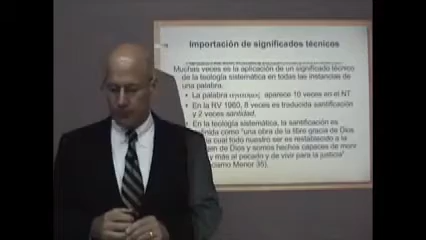 Importación de significados técnicos
Muchas veces es la aplicación de un significado técnico
de la teología sistemática en todas las instancias de
una palabra.
• La palabra αγιασμος aparece 10 veces en el NT
• En la RV 1960, 8 veces es traducida santificación
y 2 veces santidad.
• En la teología sistemática, la santificación es
definida como "una obra de la libre gracia de Dios
la cual todo nuestro ser es restablecido a la
de Dios y somos hechos capaces de morir
y más al pecado y de vivir para la justicia"
Menor 35).